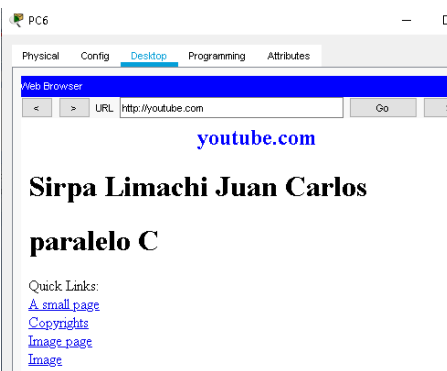 PC6
Physical Config Desktop Programming Attributes
Web Browser
< > URL http://youtube.com Go
youtube.com
Sirpa Limachi Juan Carlos
paralelo C
Quick Links:
A small page
Copyrights
Image page
Image